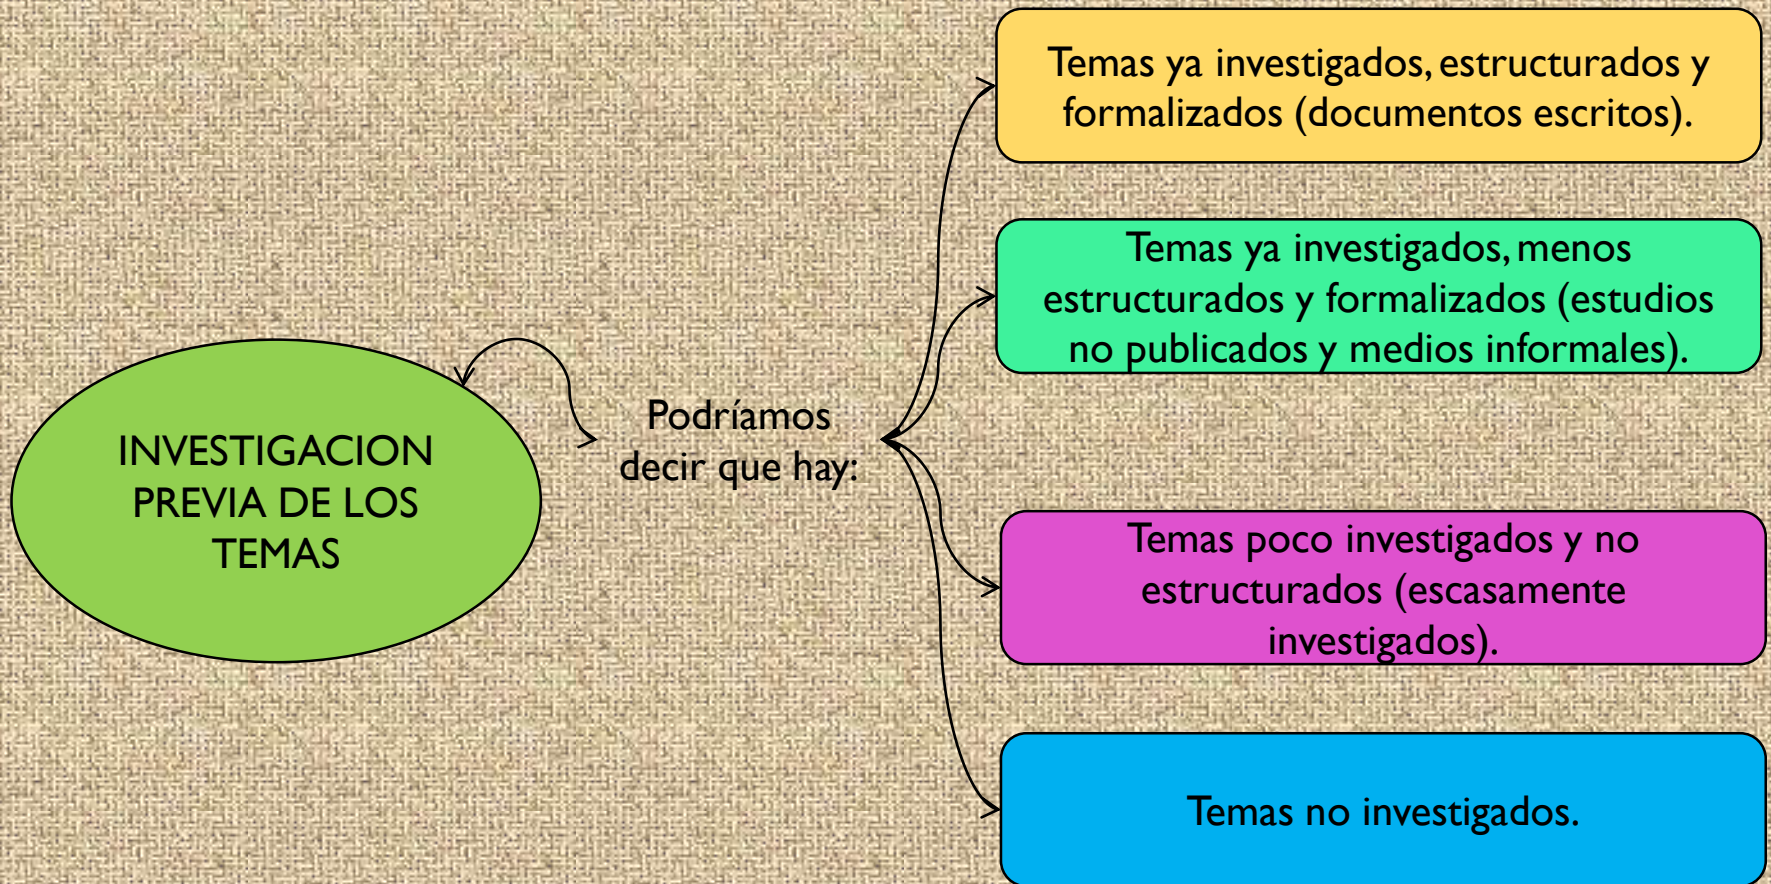 INVESTIGACION
PREVIA DE LOS
TEMAS
Podríamos
decir que hay:
Temas ya investigados, estructurados y
formalizados (documentos escritos).
Temas ya investigados, menos
estructurados y formalizados (estudios
no publicados y medios informales).
Temas poco investigados y no
estructurados (escasamente
investigados).
Temas no investigados.